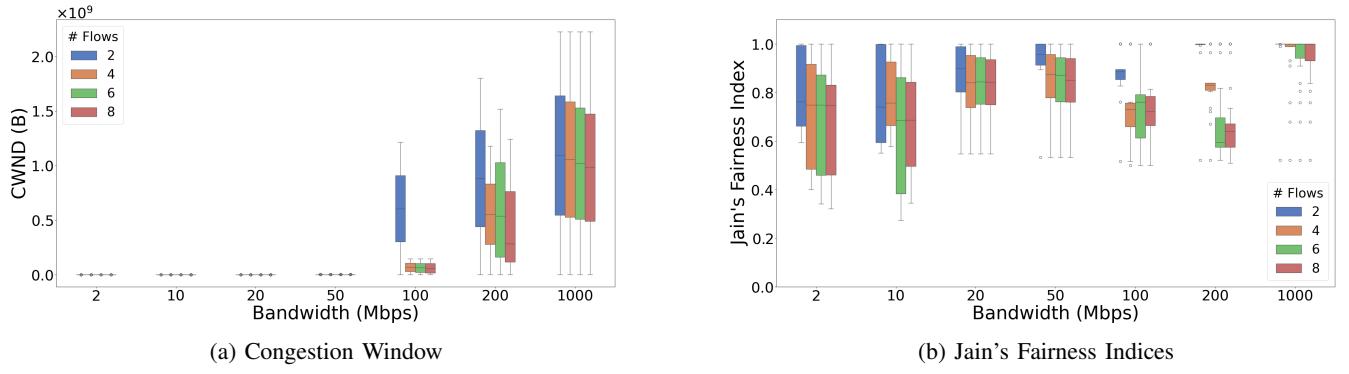 ×10⁹
# Flows
2
4
6
8
2.0
1.5
1.0
0.5
0.0
CWND (B)
2 10 20 50 100 200 1000
Bandwidth (Mbps)
(a) Congestion Window
1.0
0.8
0.6
0.4
0.2
0.0
Jain's Fairness Index
# Flows
2
4
6
8
2 10 20 50 100 200 1000
Bandwidth (Mbps)
(b) Jain’s Fairness Indices